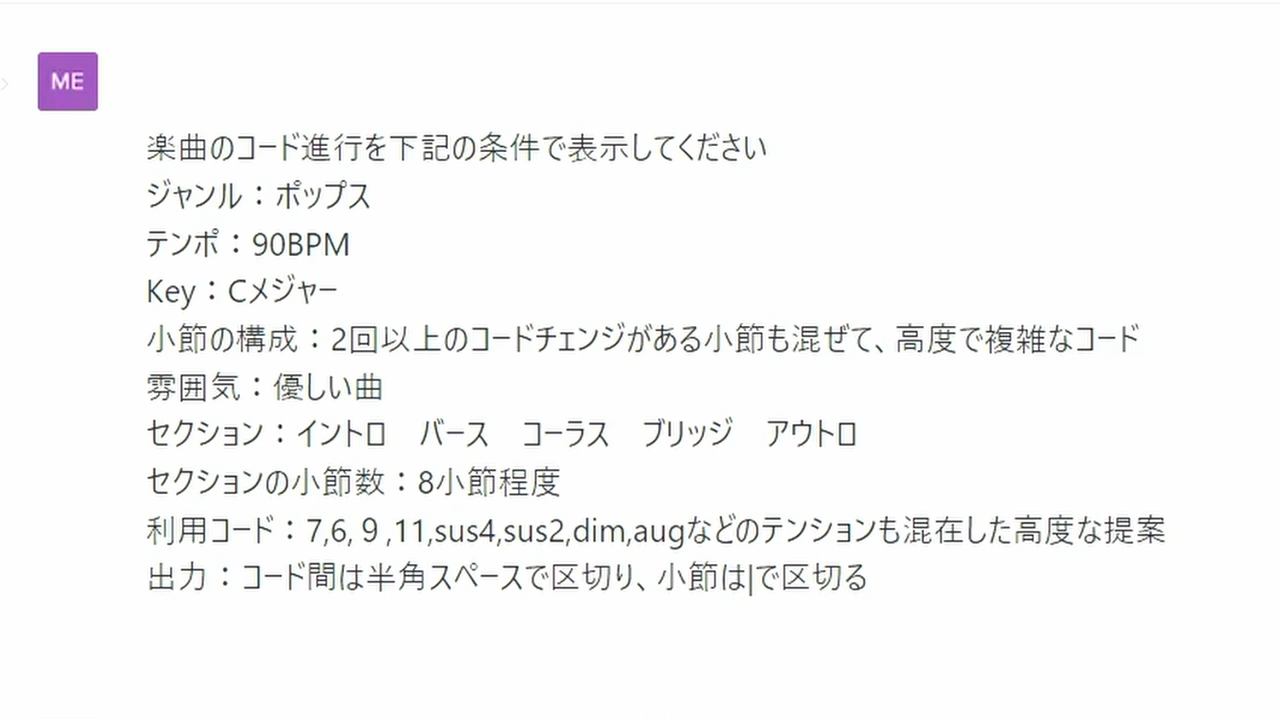 ME
楽曲のコード進行を下記の条件で表示してください
ジャンル：ポップス
テンポ：90BPM
Key：Cメジャー
小節の構成：2回以上のコードチェンジがある小節も混ぜて、高度で複雑なコード
雰囲気：優しい曲
セクション：イントロ　バース　コーラス　ブリッジ　アウトロ
セクションの小節数：8小節程度
利用コード：7,6, 9 ,11,sus4,sus2,dim,augなどのテンションも混在した高度な提案
出力：コード間は半角スペースで区切り、小節は|で区切る